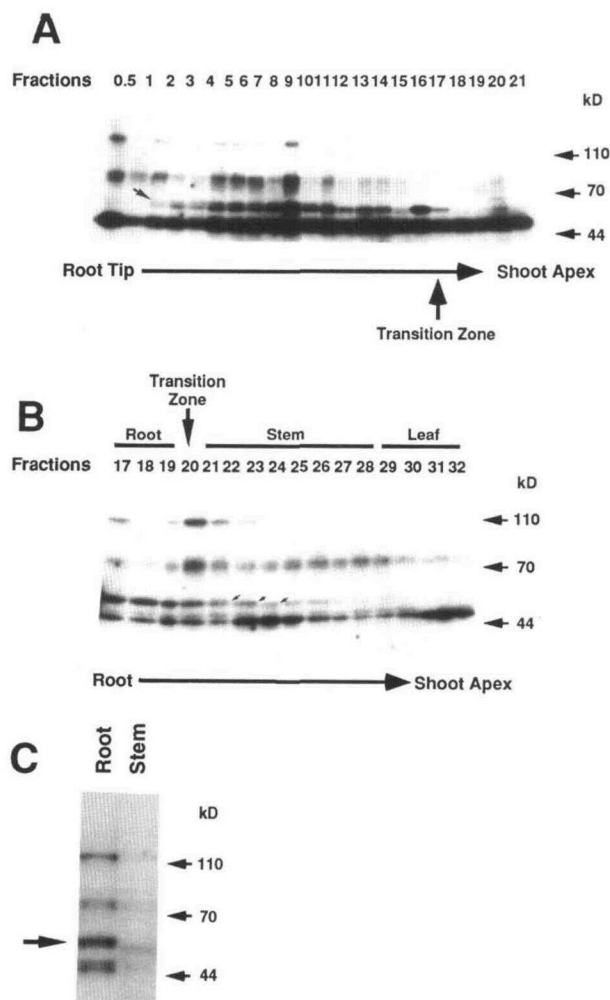 A
Fractions 0.5 1 2 3 4 5 6 7 8 9 10 11 12 13 14 15 16 17 18 19 20 21
kD
110
70
44
Root Tip Shoot Apex
Transition Zone
B
Transition
Zone
Root Stem Leaf
Fractions 17 18 19 20 21 22 23 24 25 26 27 28 29 30 31 32
kD
110
70
44
Root Shoot Apex
C
Root Stem
kD
110
70
44